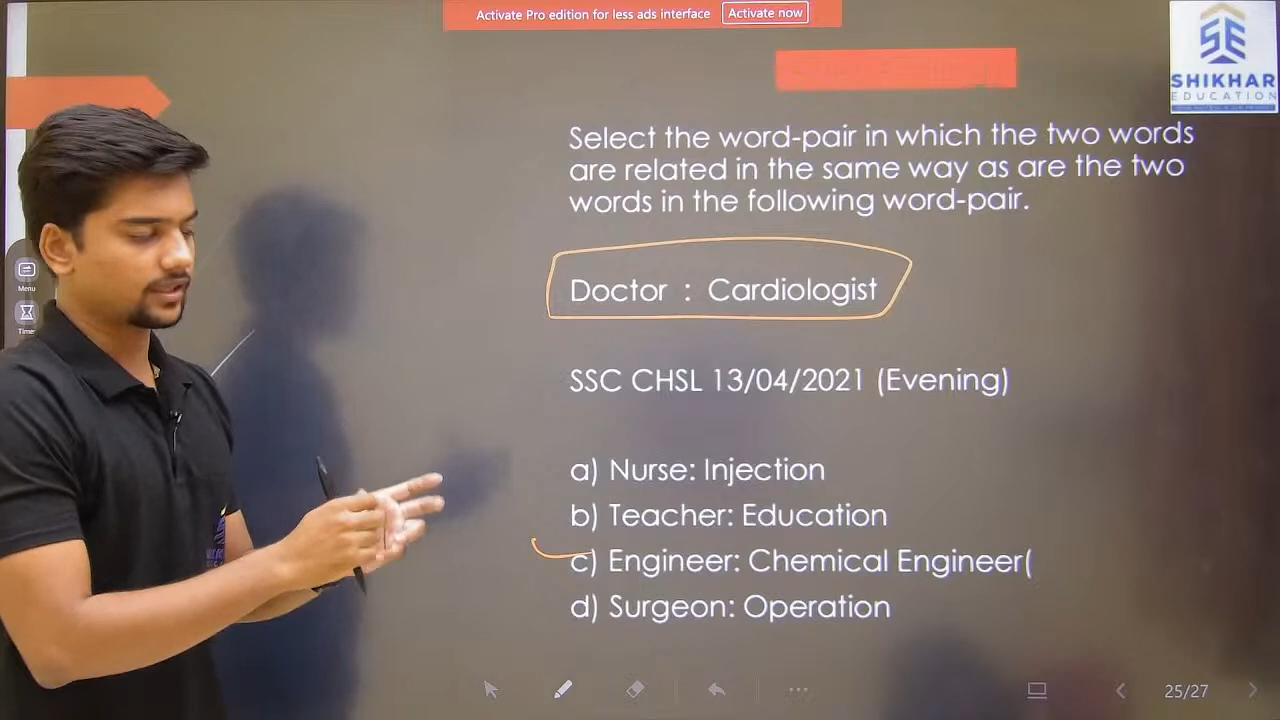 Activate Pro edition for less ads interface Activate now
SHIKHAR
EDUCATION
Select the word-pair in which the two words
are related in the same way as are the two
words in the following word-pair.
Menu
Doctor : Cardiologist
SSC CHSL 13/04/2021 (Evening)
a) Nurse: Injection
b) Teacher: Education
c) Engineer: Chemical Engineer(
d) Surgeon: Operation
25/27